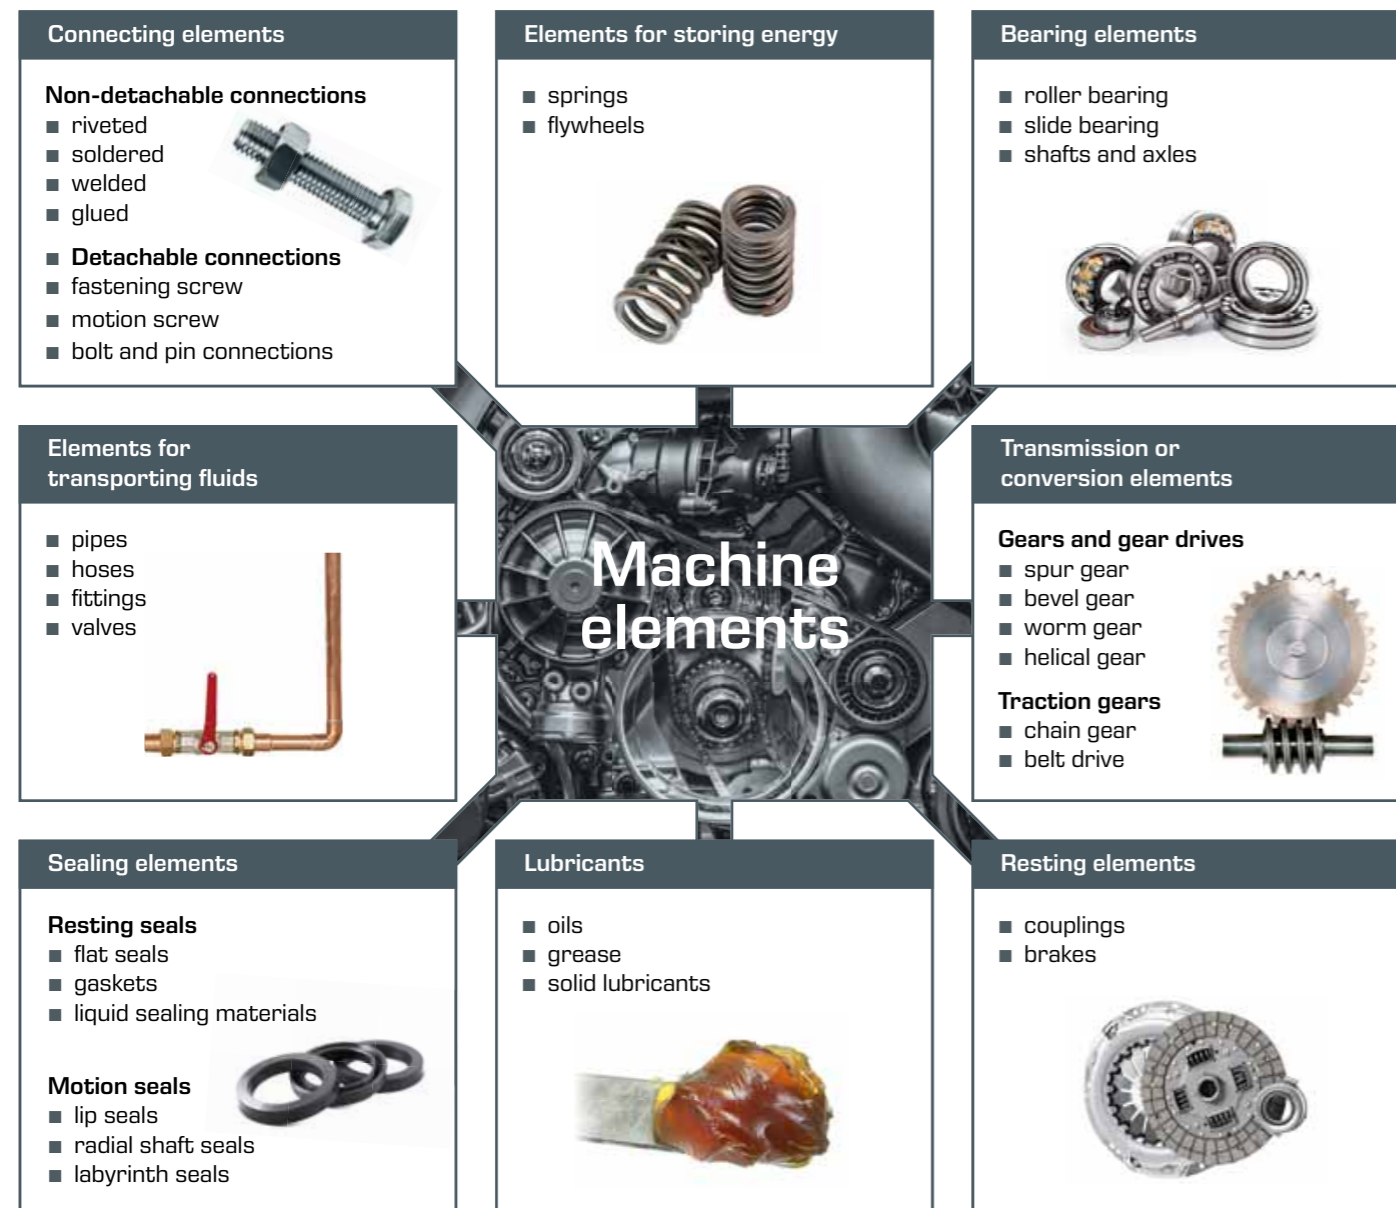 Connecting elements
Non-detachable connections
■ riveted
■ soldered
■ welded
■ glued
■ Detachable connections
■ fastening screw
■ motion screw
■ bolt and pin connections
Elements for storing energy
■ springs
■ flywheels
Bearing elements
■ roller bearing
■ slide bearing
■ shafts and axles
Elements for
transporting fluids
■ pipes
■ hoses
■ fittings
■ valves
Machine
elements
Transmission or
conversion elements
Gears and gear drives
■ spur gear
■ bevel gear
■ worm gear
■ helical gear
Traction gears
■ chain gear
■ belt drive
Sealing elements
Resting seals
■ flat seals
■ gaskets
■ liquid sealing materials
Motion seals
■ lip seals
■ radial shaft seals
■ labyrinth seals
Lubricants
■ oils
■ grease
■ solid lubricants
Resting elements
■ couplings
■ brakes